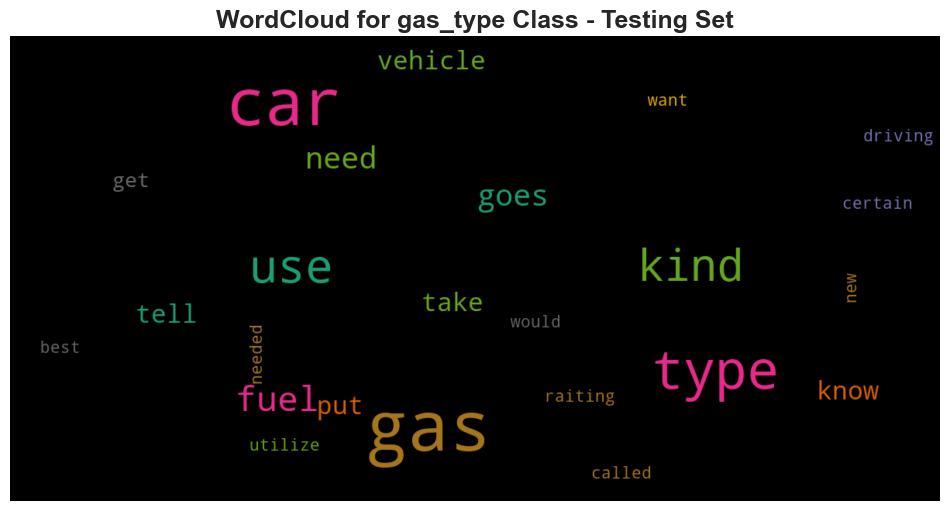 WordCloud for gas_type Class - Testing Set
vehicle
car
want
driving
need
get
goes
certain
use
kind
new
take
tell
would
best
needed
type
fuel
put
raiting
know
gas
utilize
called